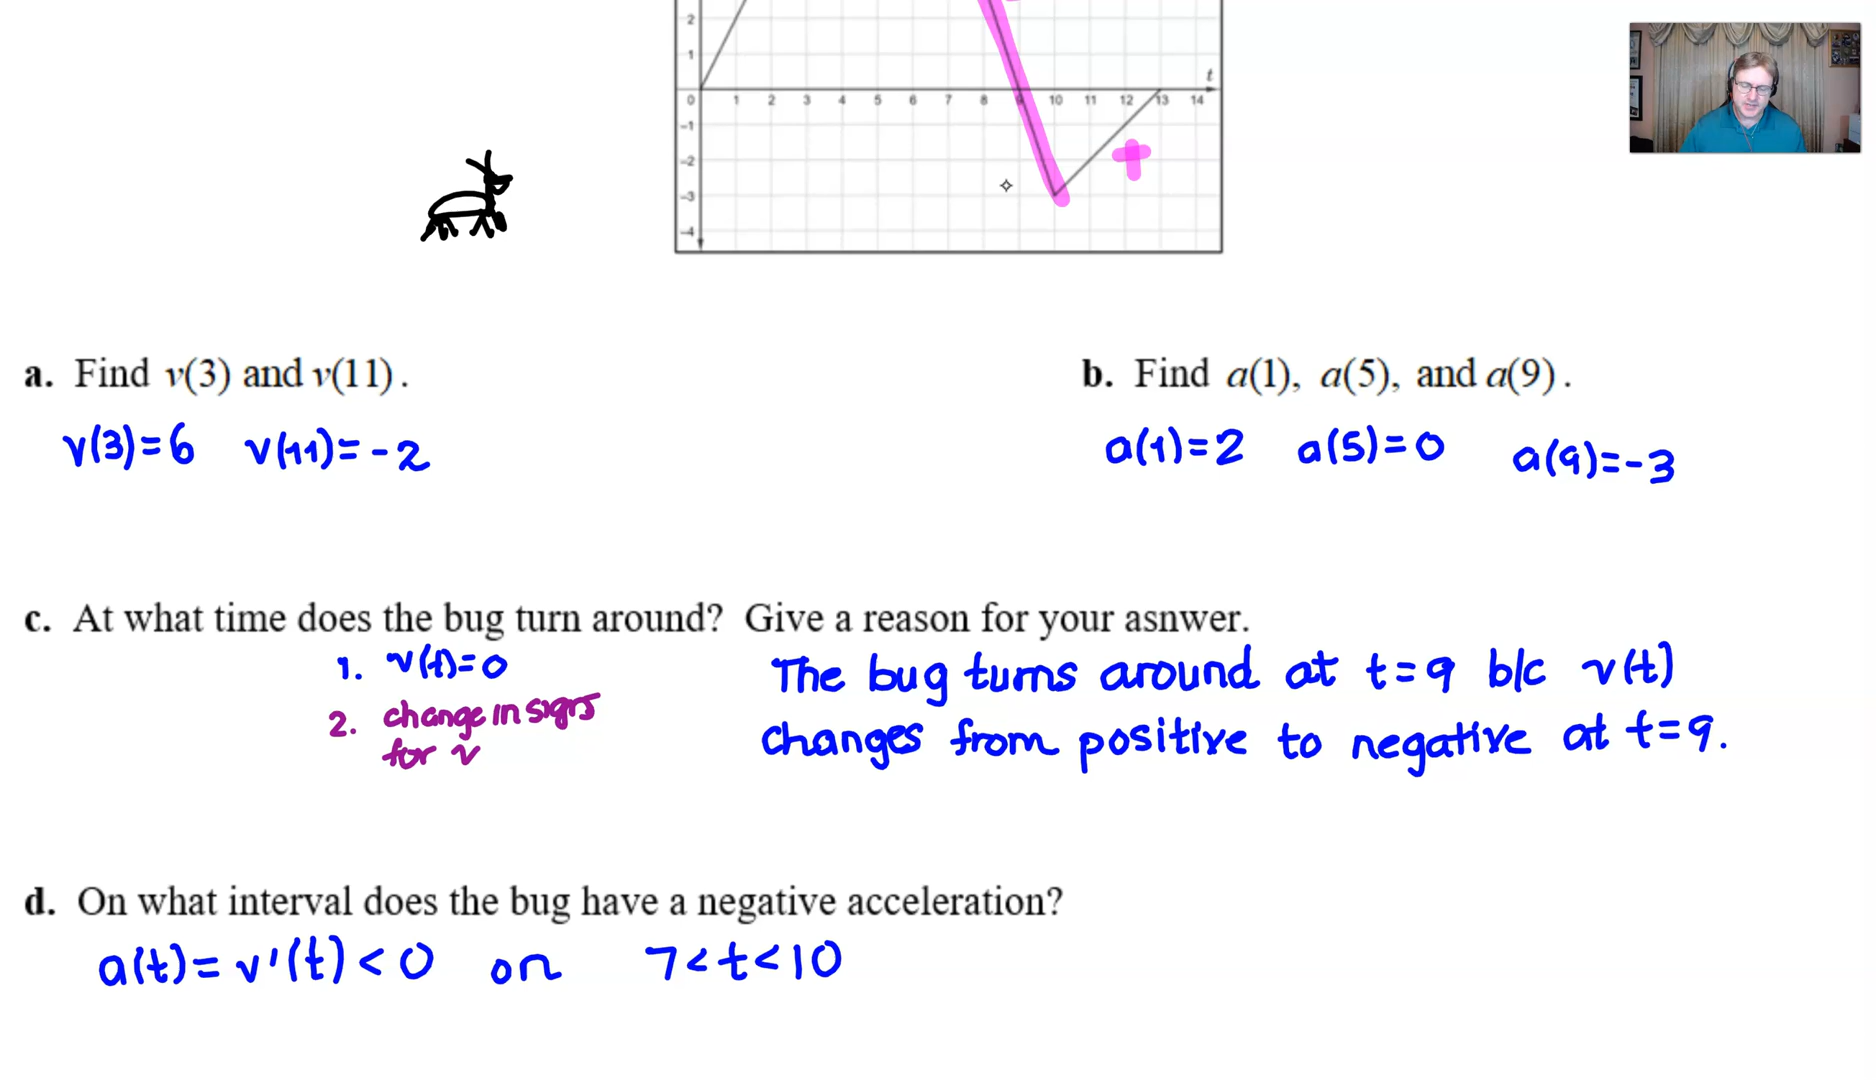 2
1
t
0 1 2 3 4 5 6 7 8 9 10 11 12 13 14
-1
-2
+
-3
-4
a. Find v(3) and v(11).
b. Find a(1), a(5), and a(9).
v(3)=6 v(11)=-2
a(1)=2 a(5)=0 a(9)=-3
c. At what time does the bug turn around? Give a reason for your asnwer.
1. v(t)=0
2. change in signs
for v
The bug turns around at t=9 b/c v(t)
changes from positive to negative at t=9.
d. On what interval does the bug have a negative acceleration?
a(t)=v'(t)<0 on 7<t<10